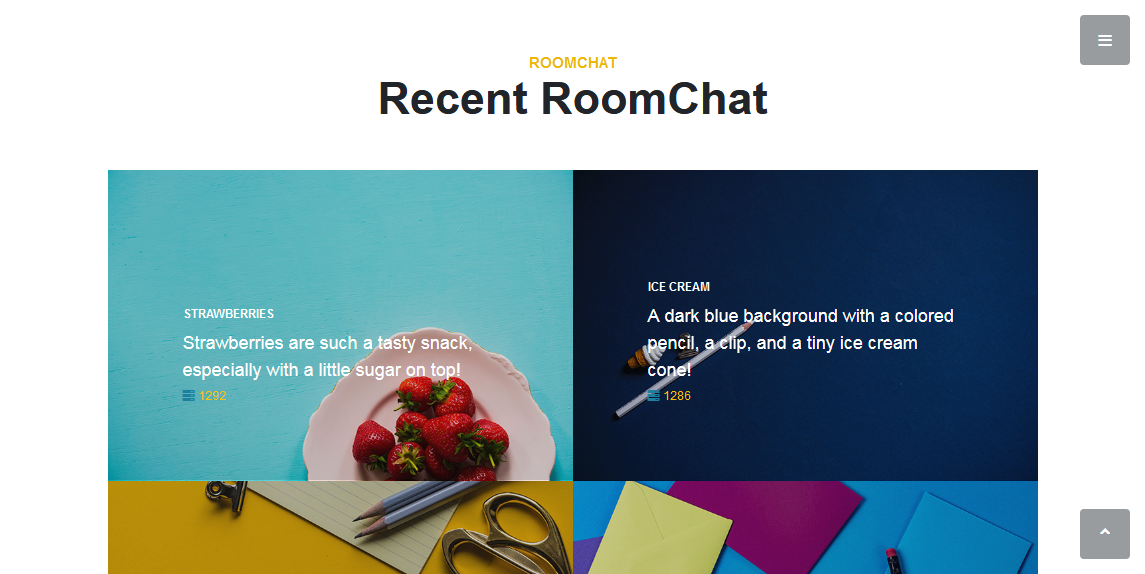 ROOMCHAT
Recent RoomChat
STRAWBERRIES
Strawberries are such a tasty snack,
especially with a little sugar on top!
1292
ICE CREAM
A dark blue background with a colored
pencil, a clip, and a tiny ice cream
cone!
1286